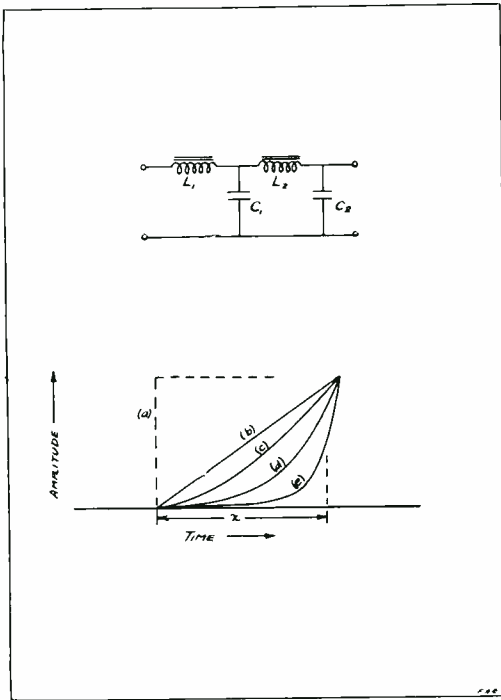 L₁ L₂
C₁ C₂
(a)
(b)
(c)
(d)
(e)
AMPLITUDE
x
TIME